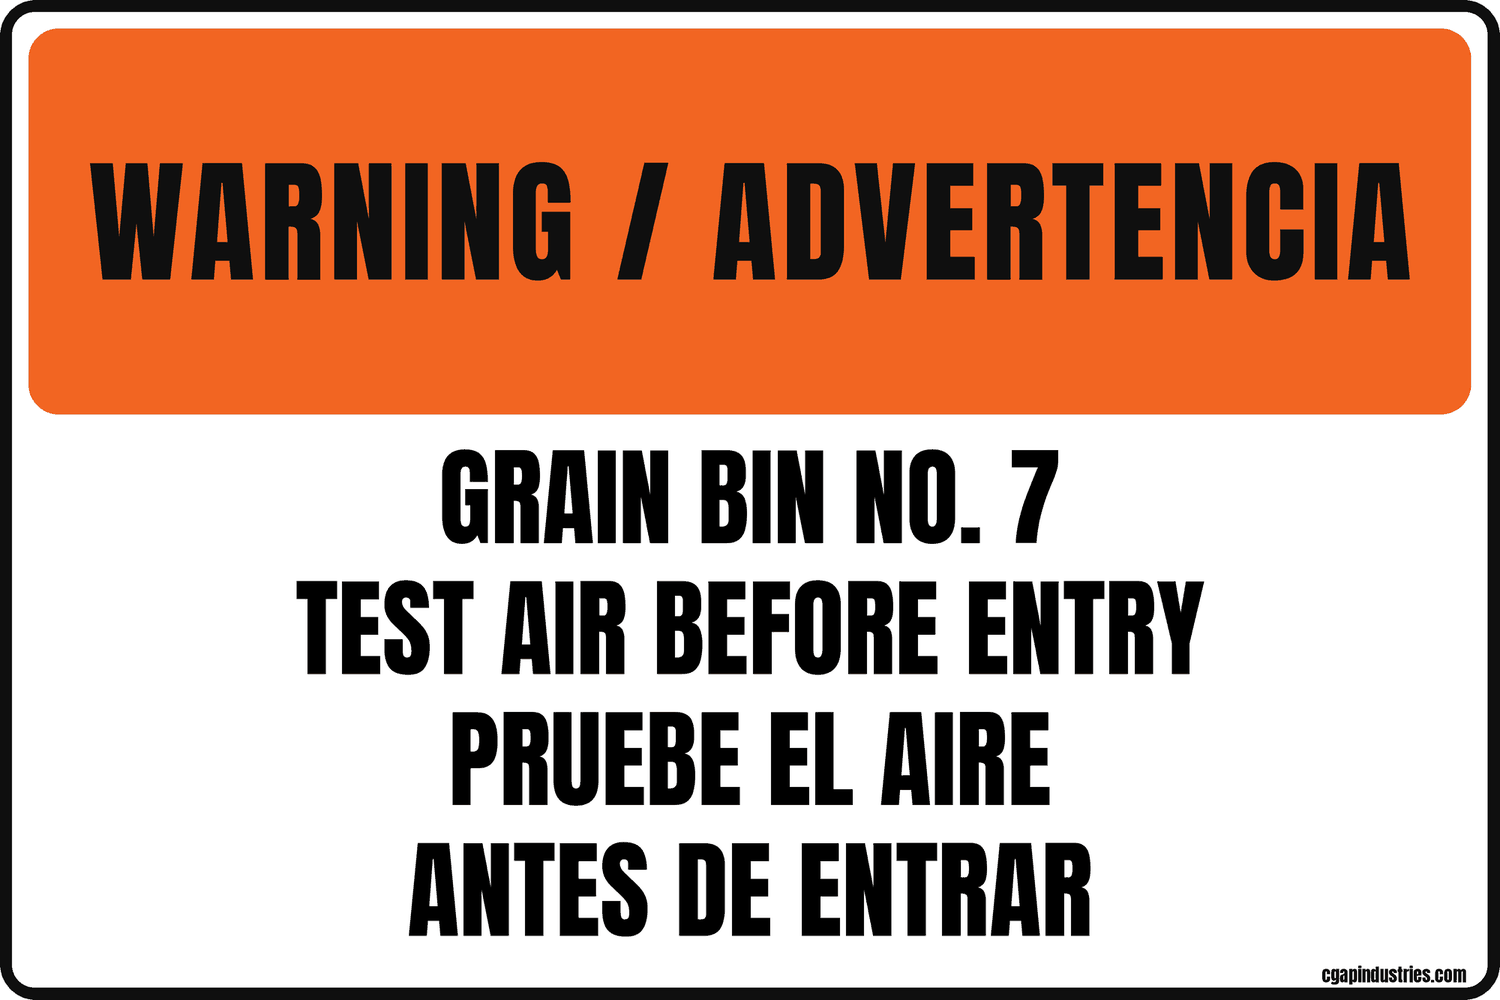 WARNING / ADVERTENCIA
GRAIN BIN NO. 7
TEST AIR BEFORE ENTRY
PRUEBE EL AIRE
ANTES DE ENTRAR
cgapindustries.com